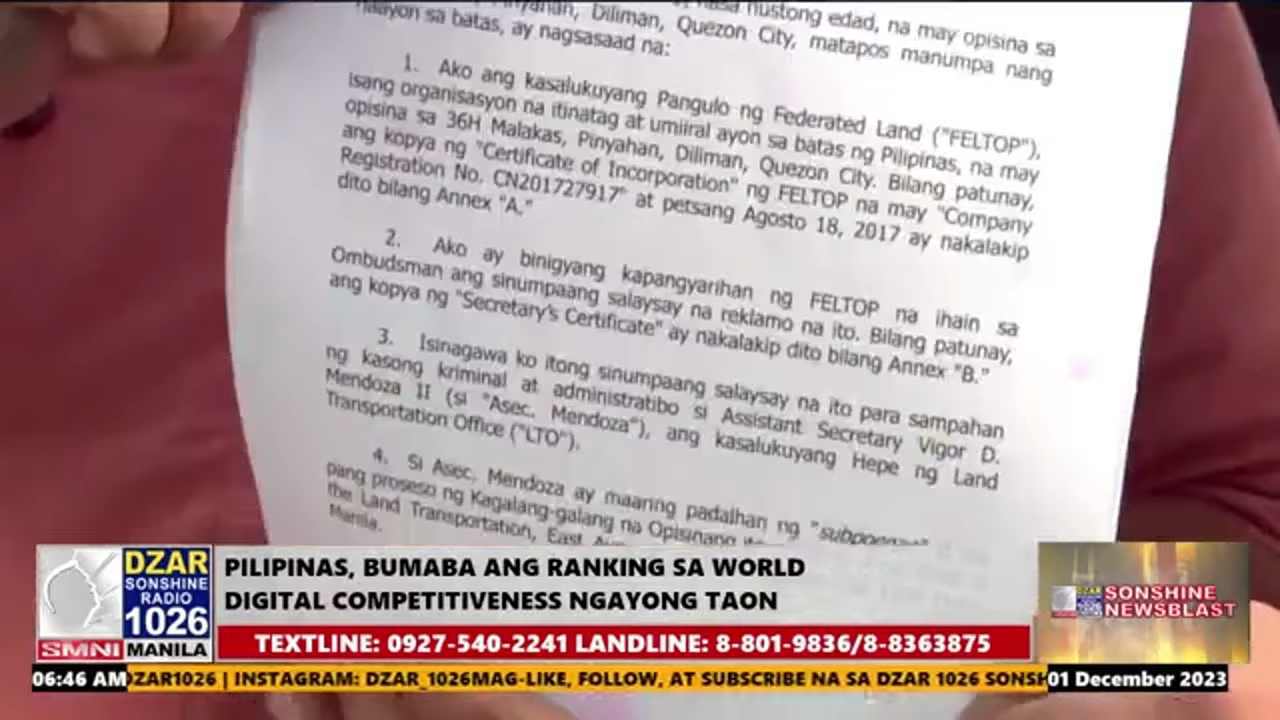 hustong edad, na may opisina sa
Diliman, Quezon City, matapos manumpa nang
sa batas, ay nagsasaad na:
1. Ako ang kasalukuyang Pangulo ng Federated Land ("FELTOP"),
isang organisasyon na itinatag at umiiral ayon sa batas ng Pilipinas, na may
opisina sa 36H Malakas, Pinyahan, Diliman, Quezon City. Bilang patunay,
ang kopya ng "Certificate of Incorporation" ng FELTOP na may "Company
Registration No. CN201727917" at petsang Agosto 18, 2017 ay nakalakip
dito bilang Annex "A."
2. Ako ay binigyang kapangyarihan ng FELTOP na ihain sa
Ombudsman ang sinumpaang salaysay na reklamo na ito. Bilang patunay,
ang kopya ng "Secretary's Certificate" ay nakalakip dito bilang Annex "B."
3. Isinagawa ko itong sinumpaang salaysay na ito para sampahan
ng kasong kriminal at administratibo si Assistant Secretary Vigor D.
Mendoza II (si "Asec. Mendoza"), ang kasalukuyang Hepe ng Land
Transportation Office ("LTO").
4. Si Asec. Mendoza ay maaring padalhan ng
pang proseso ng Kagalang-galang na Opisinang
the Land Transportation, East
Manila.
DZAR
SONSHINE
RADIO
1026
SMNI MANILA
PILIPINAS, BUMABA ANG RANKING SA WORLD
DIGITAL COMPETITIVENESS NGAYONG TAON
TEXTLINE: 0927-540-2241 LANDLINE: 8-801-9836/8-8363875
SONSHINE
NEWSBLAST
06:46 AM DZAR1026 | INSTAGRAM: DZAR_1026MAG-LIKE, FOLLOW, AT SUBSCRIBE NA SA DZAR 1026 SONSH 01 December 2023